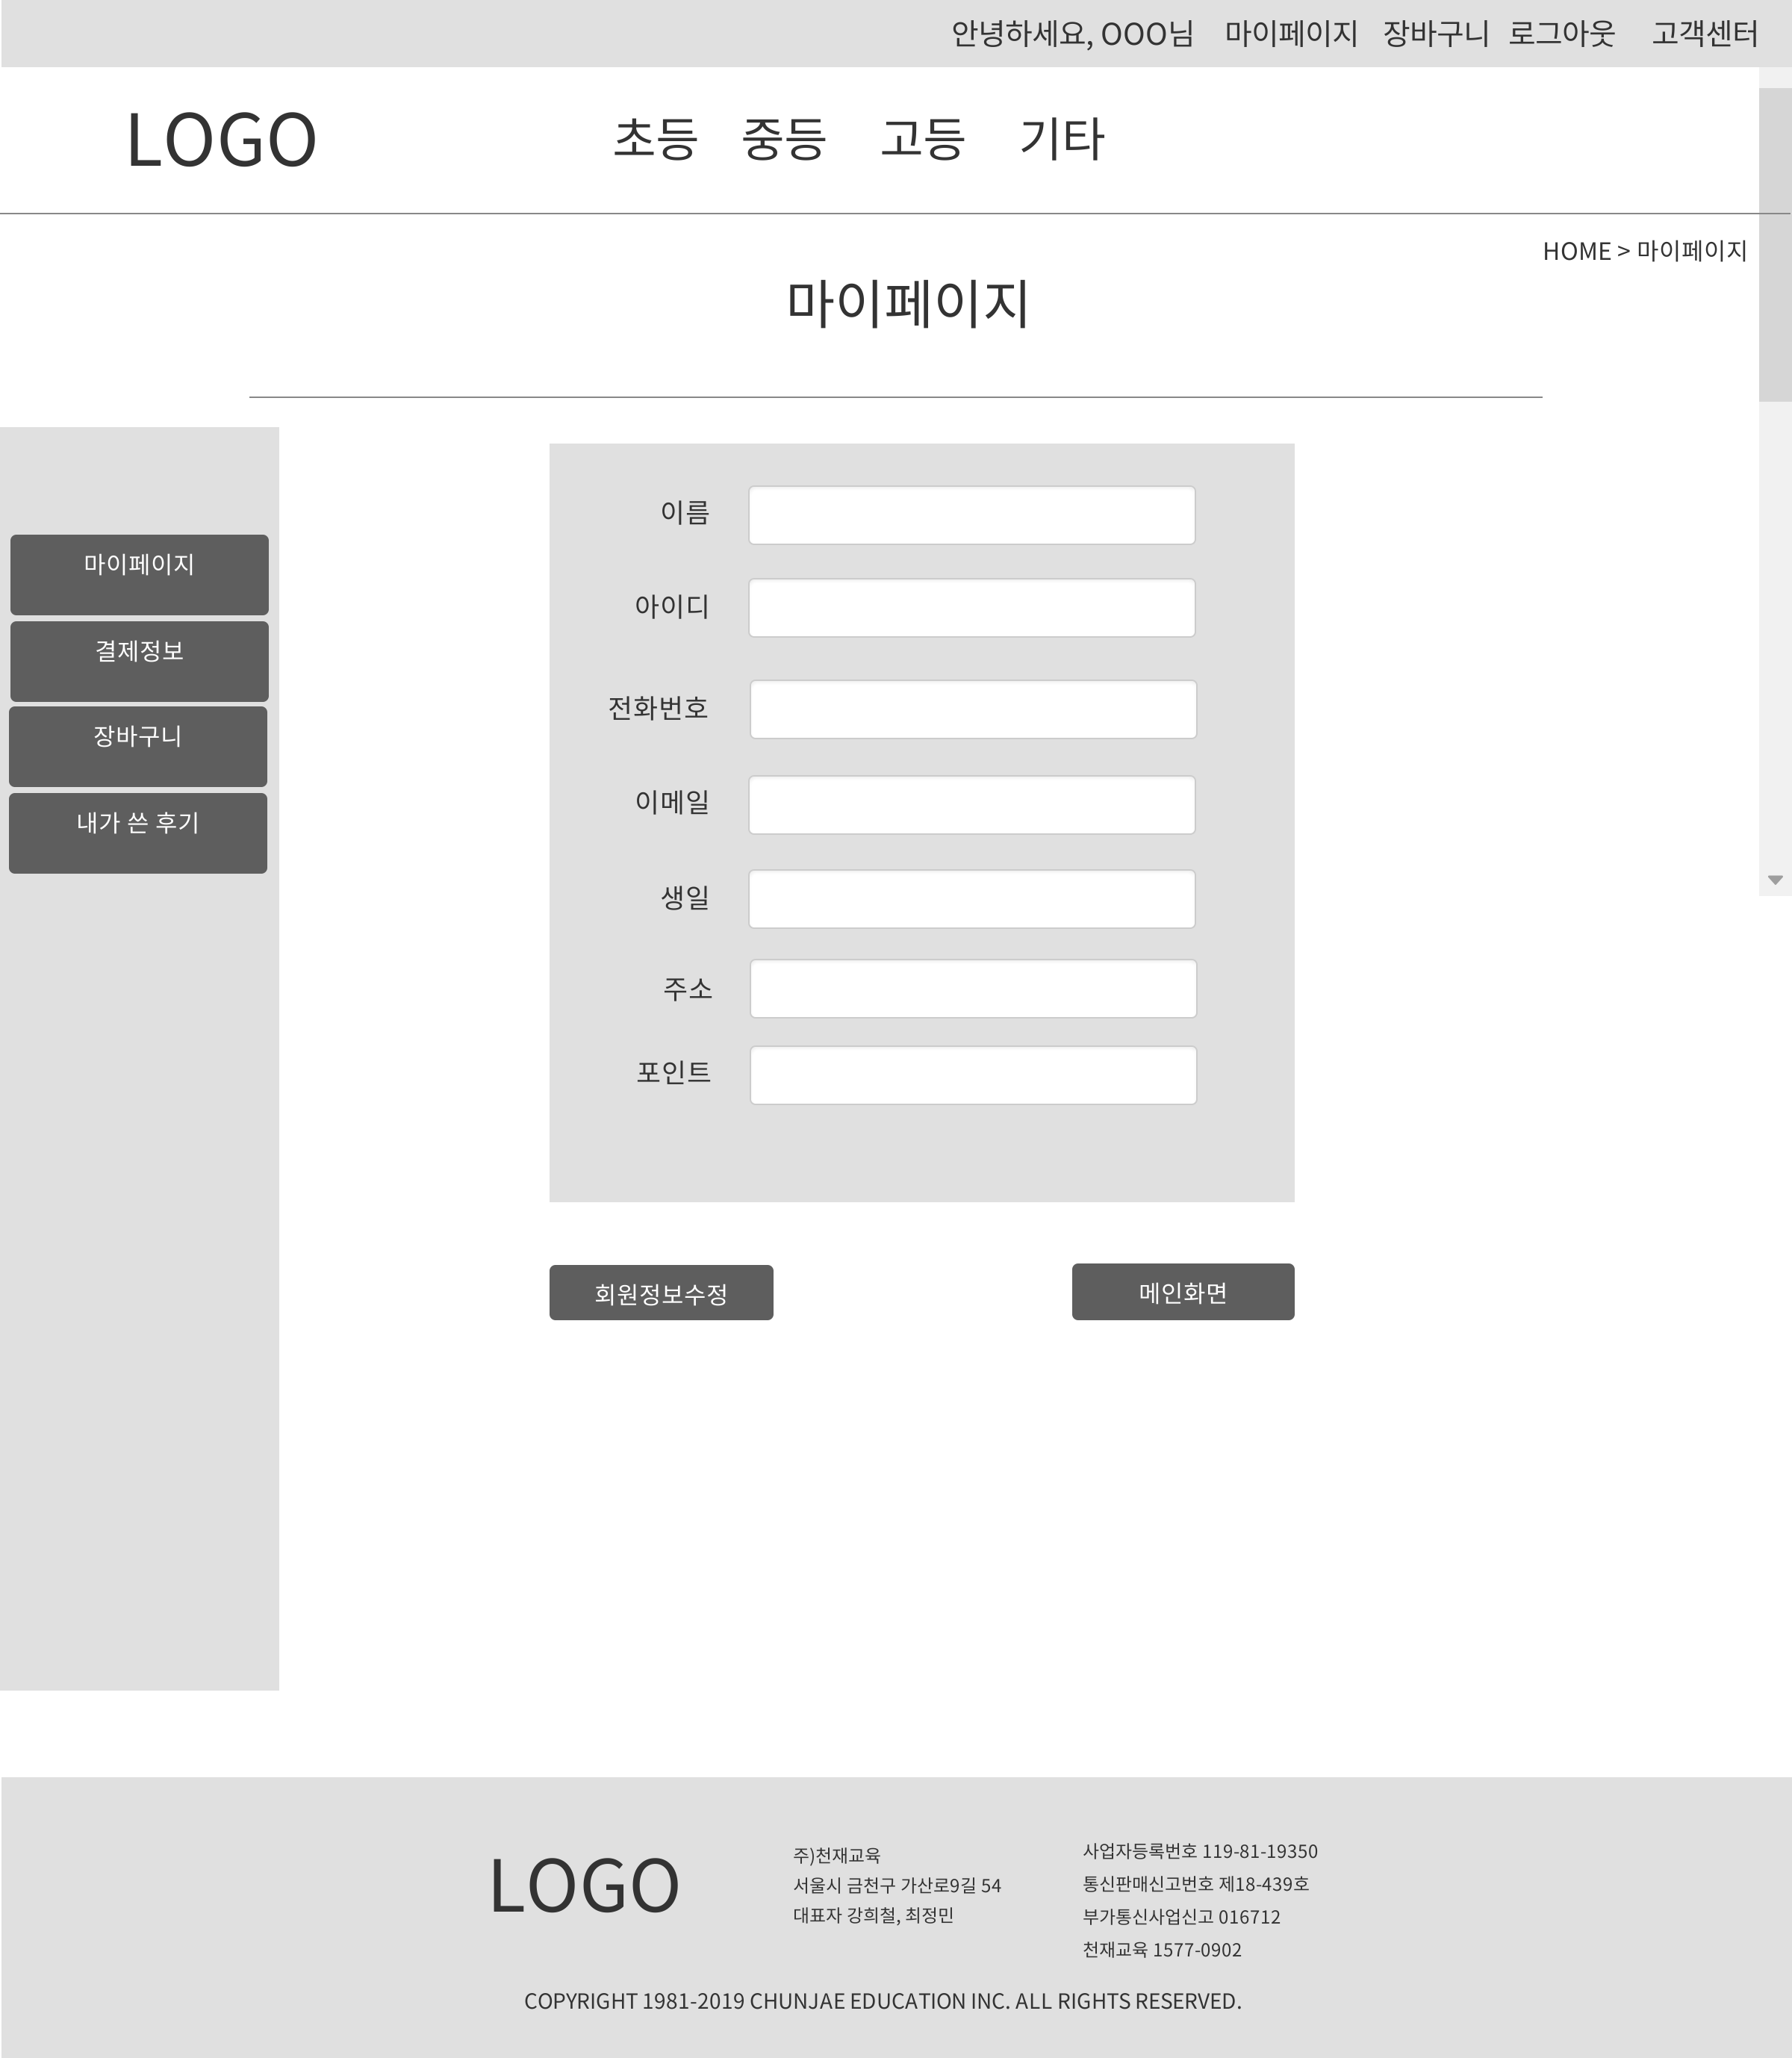 안녕하세요, OOO님 마이페이지 장바구니 로그아웃 고객센터
LOGO 초등 중등 고등 기타
HOME > 마이페이지
마이페이지
마이페이지
결제정보
장바구니
내가 쓴 후기
이름
아이디
전화번호
이메일
생일
주소
포인트
회원정보수정 메인화면
LOGO
주)천재교육
서울시 금천구 가산로9길 54
대표자 강희철, 최정민
사업자등록번호 119-81-19350
통신판매신고번호 제18-439호
부가통신사업신고 016712
천재교육 1577-0902
COPYRIGHT 1981-2019 CHUNJAE EDUCATION INC. ALL RIGHTS RESERVED.